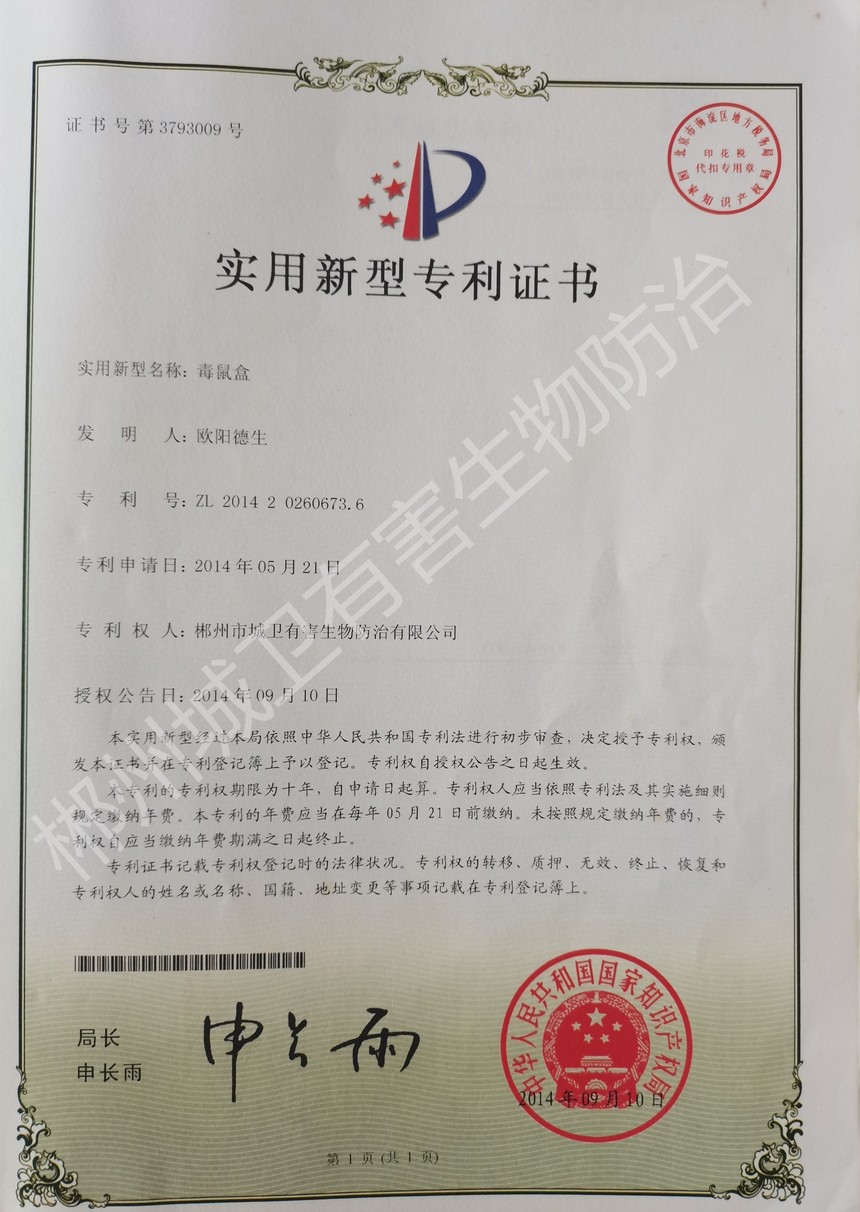 证书号第3793009号
北京市海淀区地方税务局
印花税
代扣专用章
国家知识产权局
实用新型专利证书
实用新型名称：毒鼠盒
发明人：欧阳德生
专利号：ZL 2014 2 0260673.6
专利申请日：2014年05月21日
专利权人：郴州市城卫有害生物防治有限公司
授权公告日：2014年09月10日
本实用新型经过本局依照中华人民共和国专利法进行初步审查，决定授予专利权，颁
发本证书并在专利登记簿上予以登记。专利权自授权公告之日起生效。
本专利的专利权期限为十年，自申请日起算。专利权人应当依照专利法及其实施细则
规定缴纳年费。本专利的年费应当在每年05月21日前缴纳。未按照规定缴纳年费的，专
利权自应当缴纳年费期满之日起终止。
专利证书记载专利权登记时的法律状况。专利权的转移、质押、无效、终止、恢复和
专利权人的姓名或名称、国籍、地址变更等事项记载在专利登记簿上。
局长
申长雨
申长雨
中华人民共和国国家知识产权局
2014年09月10日
第1页(共1页)
郴州城卫有害生物防治